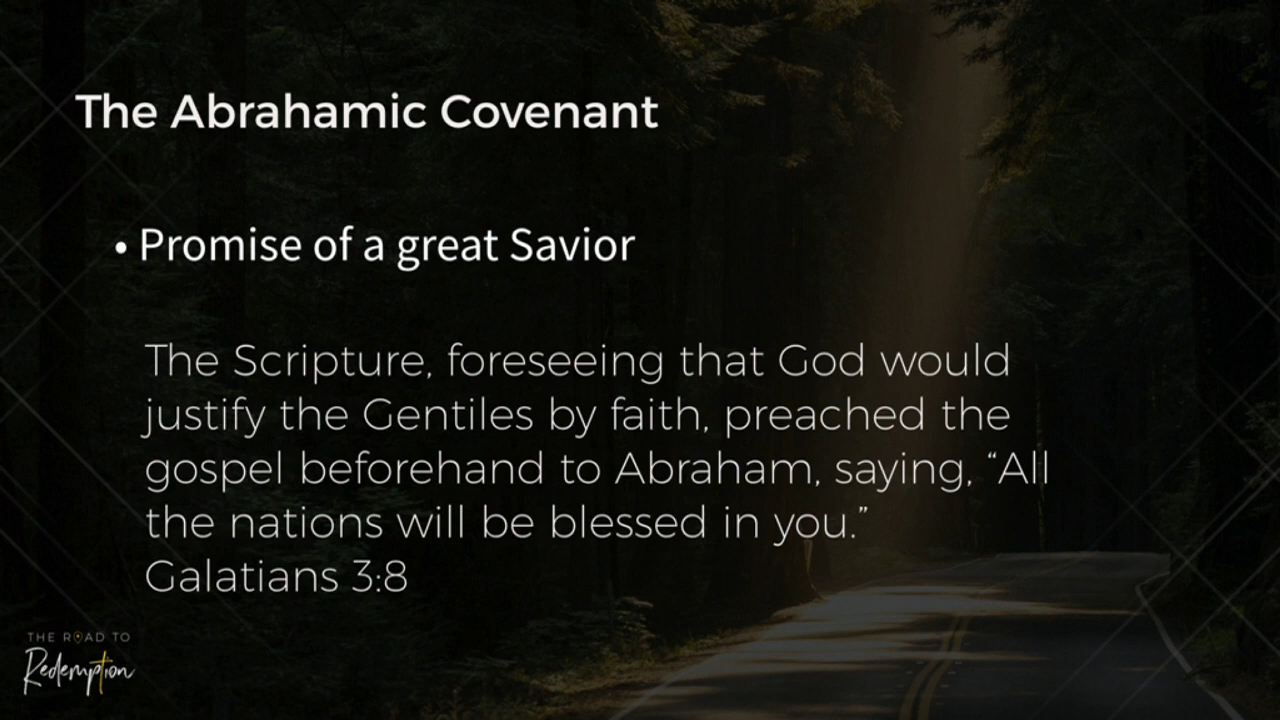 The Abrahamic Covenant
• Promise of a great Savior
The Scripture, foreseeing that God would
justify the Gentiles by faith, preached the
gospel beforehand to Abraham, saying, “All
the nations will be blessed in you.”
Galatians 3:8
THE ROAD TO
Redemption